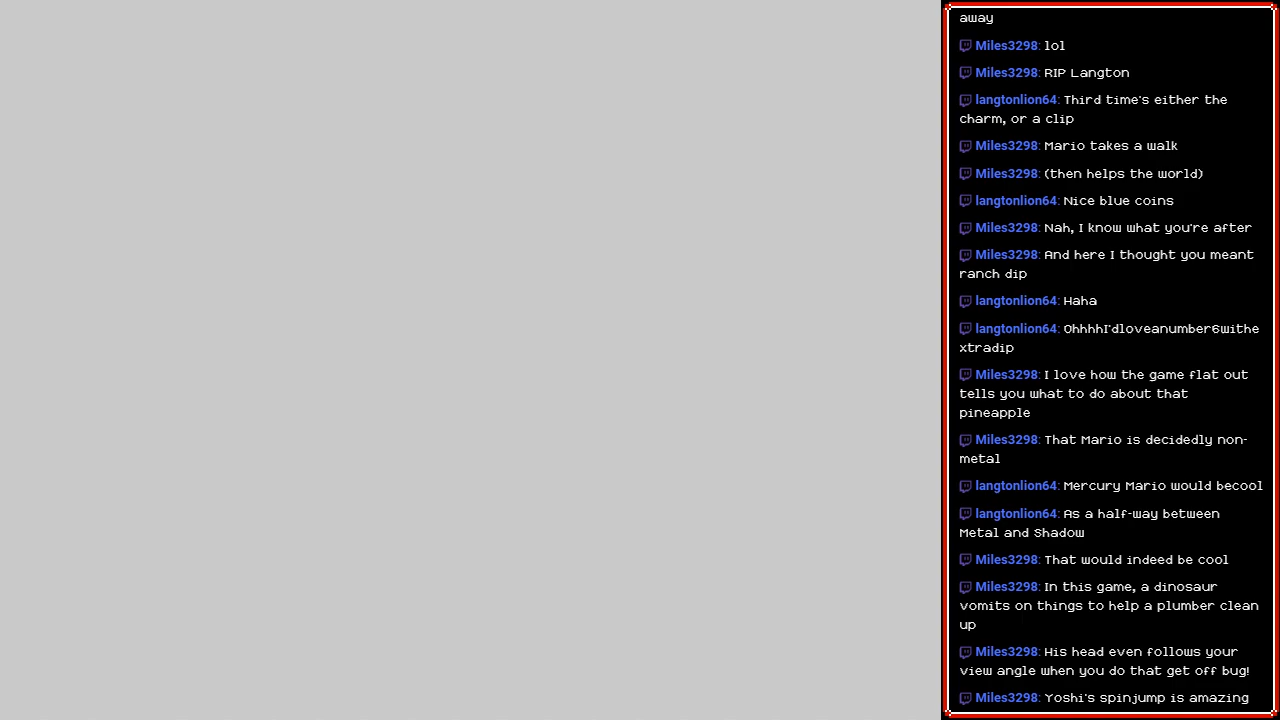 away
Miles3298: lol
Miles3298: RIP Langton
langtonlion64: Third time's either the
charm, or a clip
Miles3298: Mario takes a walk
Miles3298: (then helps the world)
langtonlion64: Nice blue coins
Miles3298: Nah, I know what you're after
Miles3298: And here I thought you meant
ranch dip
langtonlion64: Haha
langtonlion64: OhhhhI'dloveanumber6withe
xtradip
Miles3298: I love how the game flat out
tells you what to do about that
pineapple
Miles3298: That Mario is decidedly non-
metal
langtonlion64: Mercury Mario would becool
langtonlion64: As a half-way between
Metal and Shadow
Miles3298: That would indeed be cool
Miles3298: In this game, a dinosaur
vomits on things to help a plumber clean
up
Miles3298: His head even follows your
view angle when you do that get off bug!
Miles3298: Yoshi's spinjump is amazing